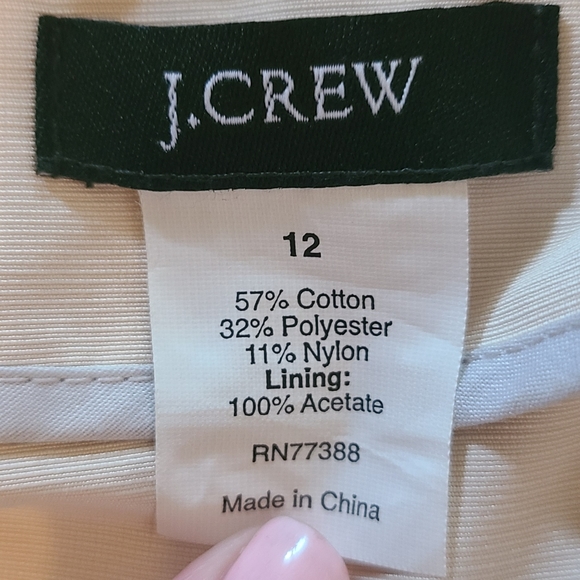 J.CREW
12
57% Cotton
32% Polyester
11% Nylon
Lining:
100% Acetate
RN77388
Made in China